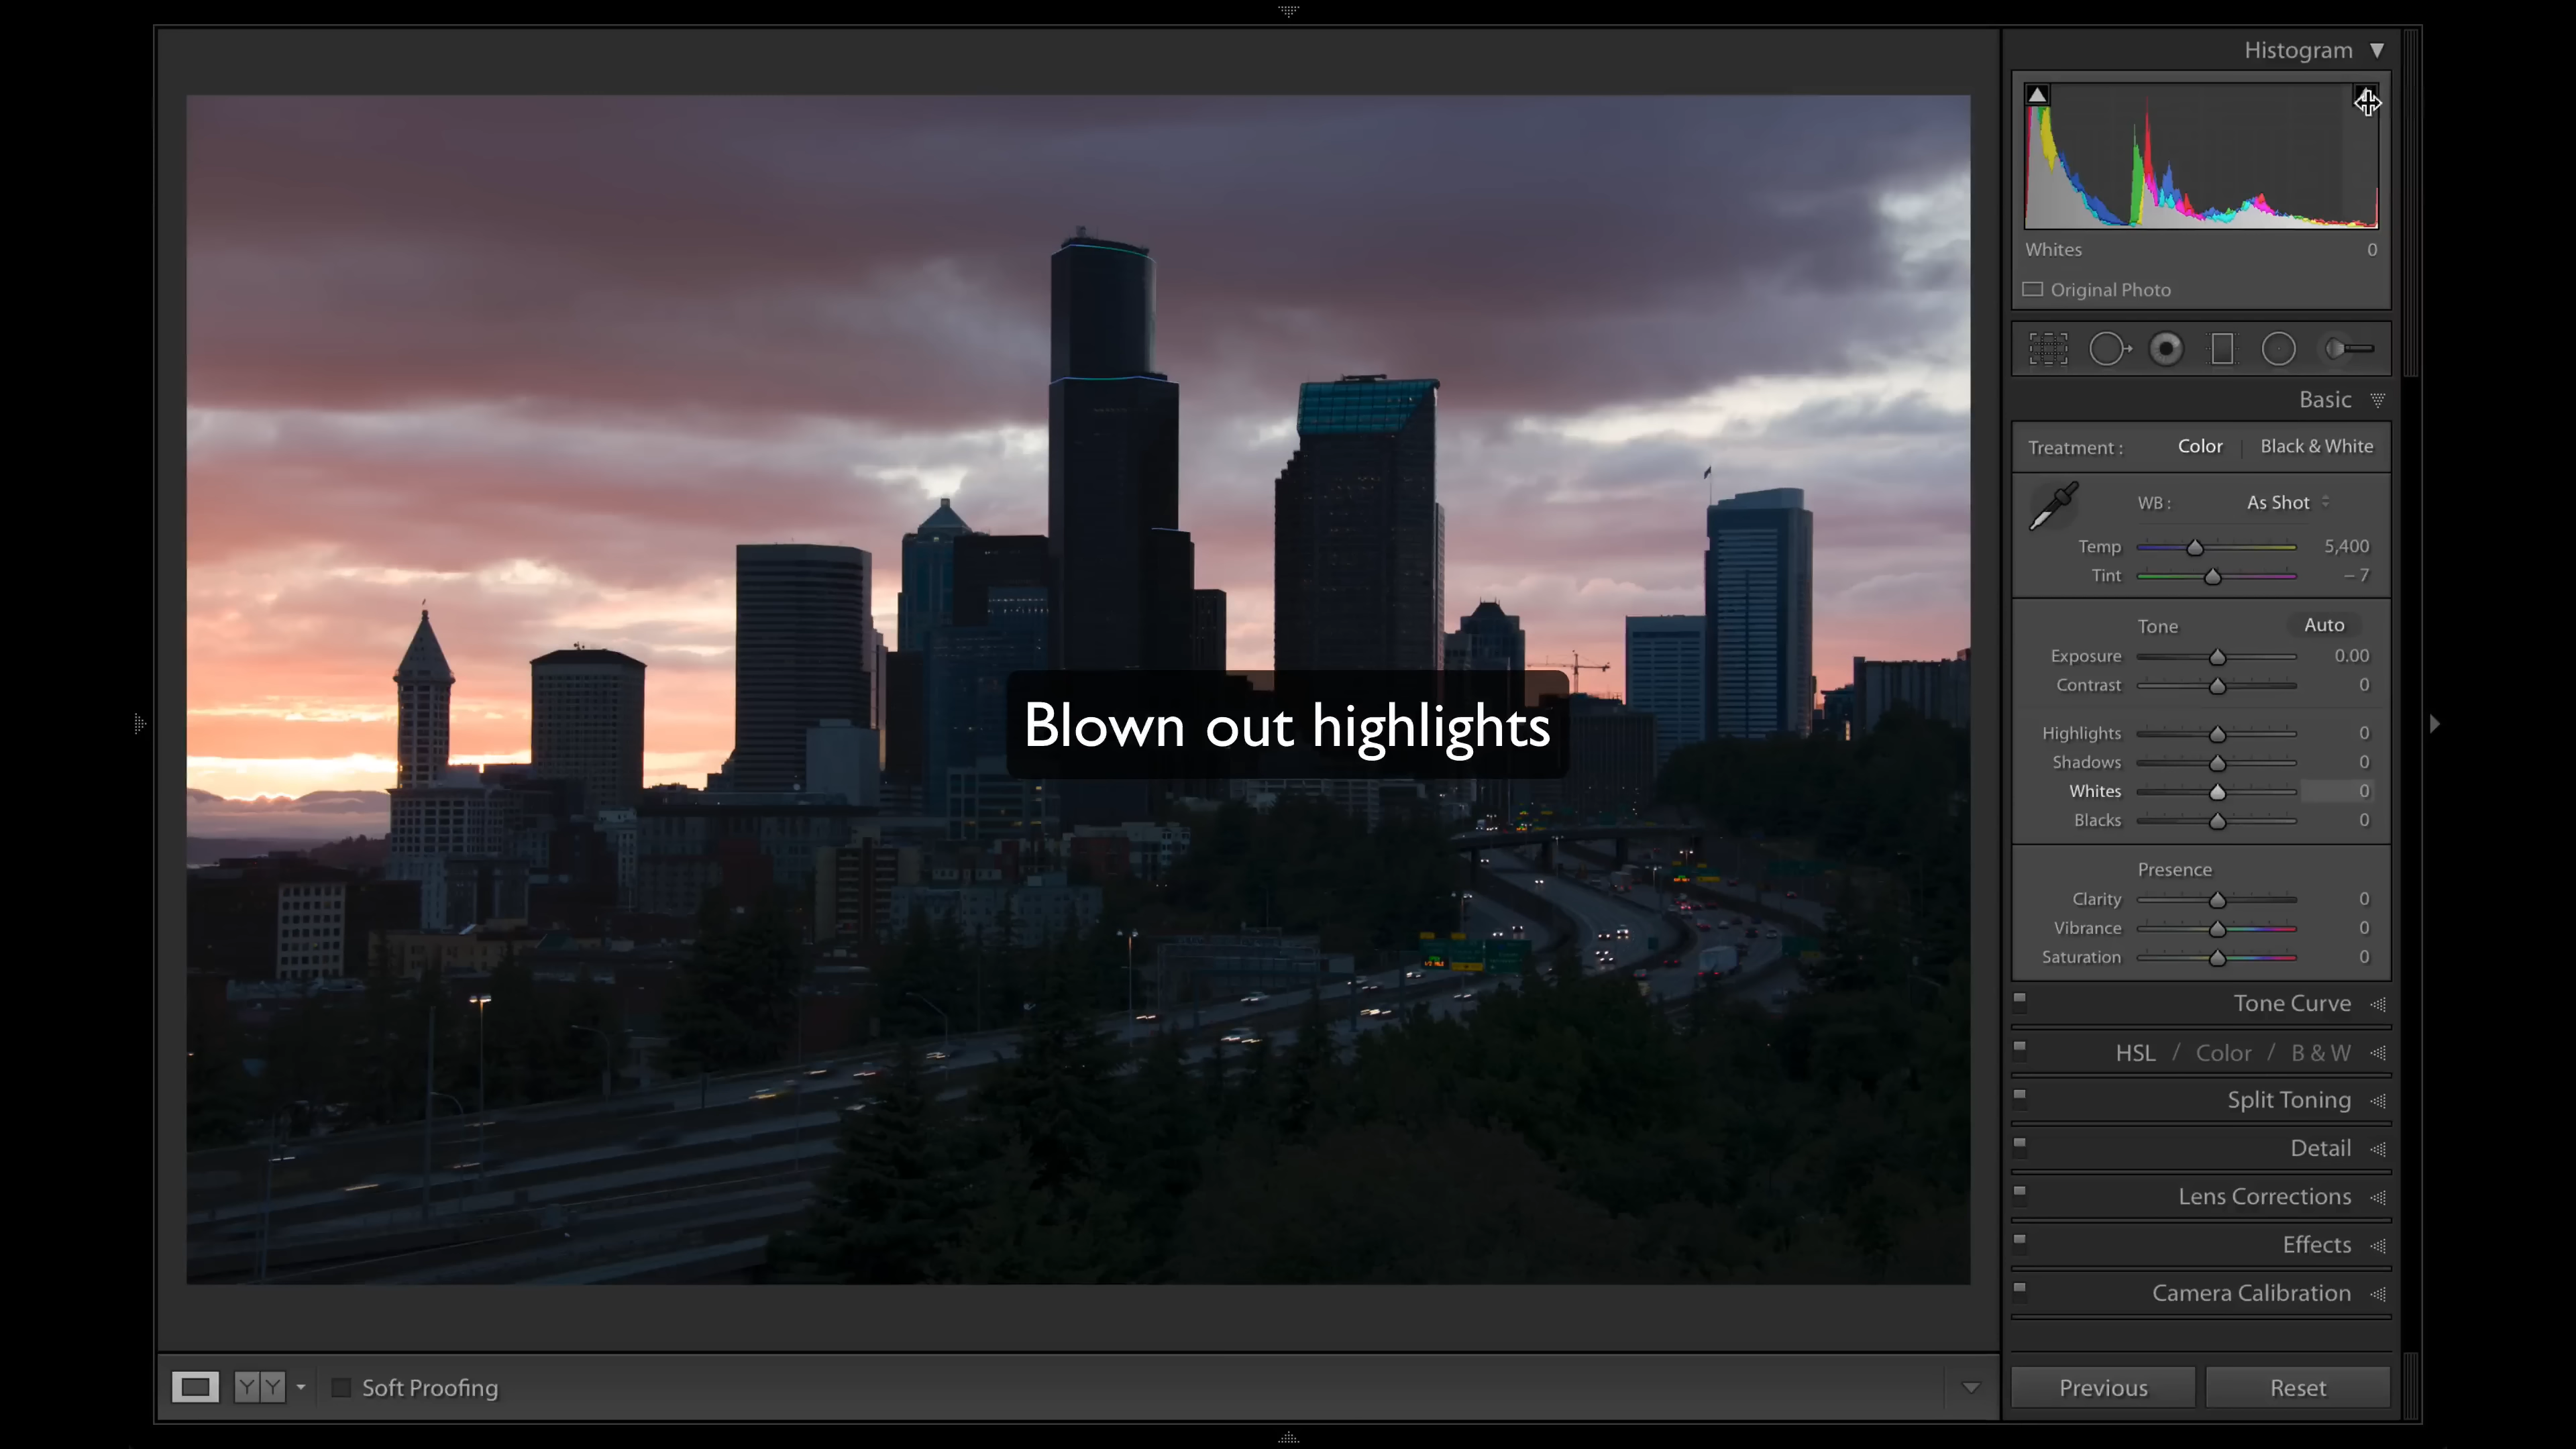 Histogram
Whites 0
Original Photo
Basic
Treatment : Color Black & White
WB : As Shot
Temp 5,400
Tint – 7
Tone Auto
Exposure 0.00
Contrast 0
Highlights 0
Shadows 0
Whites 0
Blacks 0
Presence
Clarity 0
Vibrance 0
Saturation 0
Tone Curve
HSL / Color / B & W
Split Toning
Detail
Lens Corrections
Effects
Camera Calibration
Previous Reset
Blown out highlights
Y Y Soft Proofing